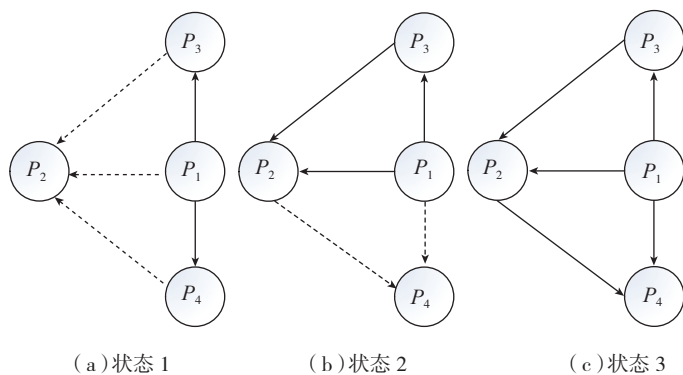 P₃ P₃ P₃
P₂ P₁ P₂ P₁ P₂ P₁
P₄ P₄ P₄
(a)状态1 (b)状态2 (c)状态3